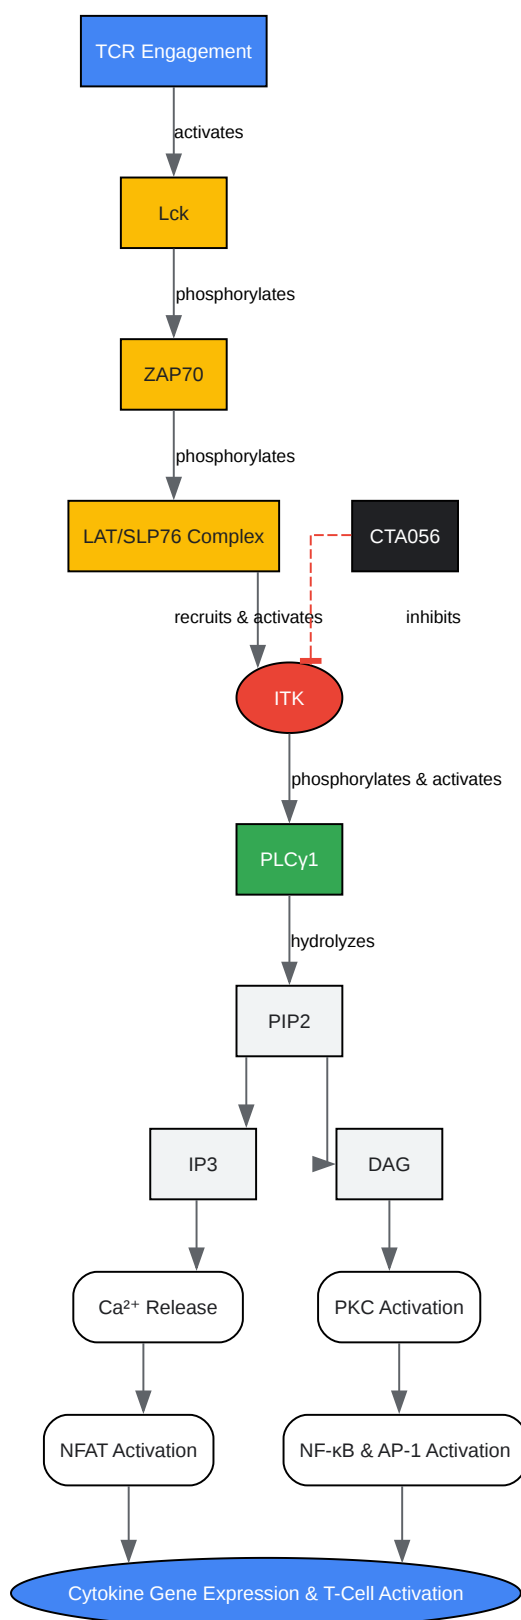 TCR Engagement
activates
Lck
phosphorylates
ZAP70
phosphorylates
LAT/SLP76 Complex
CTA056
recruits & activates
inhibits
ITK
phosphorylates & activates
PLCγ1
hydrolyzes
PIP2
IP3
DAG
Ca²⁺ Release
PKC Activation
NFAT Activation
NF-κB & AP-1 Activation
Cytokine Gene Expression & T-Cell Activation